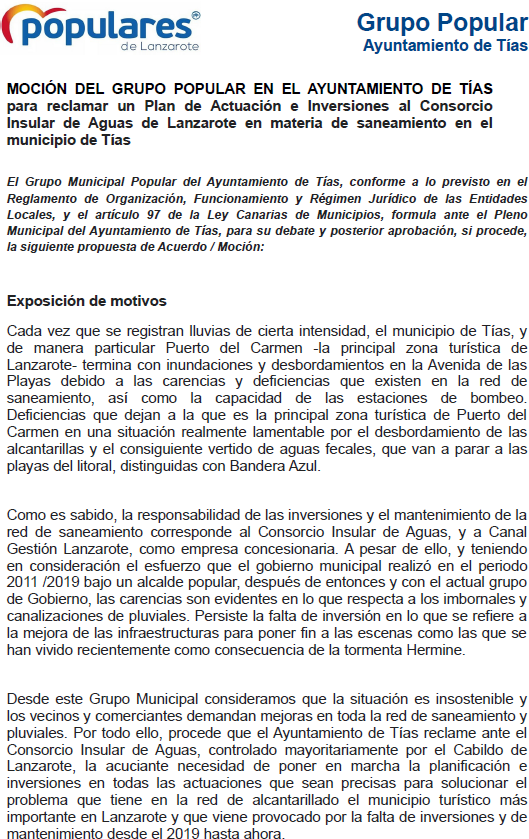 populares®
de Lanzarote
Grupo Popular
Ayuntamiento de Tías
MOCIÓN DEL GRUPO POPULAR EN EL AYUNTAMIENTO DE TÍAS
para reclamar un Plan de Actuación e Inversiones al Consorcio
Insular de Aguas de Lanzarote en materia de saneamiento en el
municipio de Tías
El Grupo Municipal Popular del Ayuntamiento de Tías, conforme a lo previsto en el
Reglamento de Organización, Funcionamiento y Régimen Jurídico de las Entidades
Locales, y el artículo 97 de la Ley Canarias de Municipios, formula ante el Pleno
Municipal del Ayuntamiento de Tías, para su debate y posterior aprobación, si procede,
la siguiente propuesta de Acuerdo / Moción:
Exposición de motivos
Cada vez que se registran lluvias de cierta intensidad, el municipio de Tías, y
de manera particular Puerto del Carmen -la principal zona turística de
Lanzarote- termina con inundaciones y desbordamientos en la Avenida de las
Playas debido a las carencias y deficiencias que existen en la red de
saneamiento, así como la capacidad de las estaciones de bombeo.
Deficiencias que dejan a la que es la principal zona turística de Puerto del
Carmen en una situación realmente lamentable por el desbordamiento de las
alcantarillas y el consiguiente vertido de aguas fecales, que van a parar a las
playas del litoral, distinguidas con Bandera Azul.
Como es sabido, la responsabilidad de las inversiones y el mantenimiento de la
red de saneamiento corresponde al Consorcio Insular de Aguas, y a Canal
Gestión Lanzarote, como empresa concesionaria. A pesar de ello, y teniendo
en consideración el esfuerzo que el gobierno municipal realizó en el periodo
2011 /2019 bajo un alcalde popular, después de entonces y con el actual grupo
de Gobierno, las carencias son evidentes en lo que respecta a los imbornales y
canalizaciones de pluviales. Persiste la falta de inversión en lo que se refiere a
la mejora de las infraestructuras para poner fin a las escenas como las que se
han vivido recientemente como consecuencia de la tormenta Hermine.
Desde este Grupo Municipal consideramos que la situación es insostenible y
los vecinos y comerciantes demandan mejoras en toda la red de saneamiento y
pluviales. Por todo ello, procede que el Ayuntamiento de Tías reclame ante el
Consorcio Insular de Aguas, controlado mayoritariamente por el Cabildo de
Lanzarote, la acuciante necesidad de poner en marcha la planificación e
inversiones en todas las actuaciones que sean precisas para solucionar el
problema que tiene en la red de alcantarillado el municipio turístico más
importante en Lanzarote y que viene provocado por la falta de inversiones y de
mantenimiento desde el 2019 hasta ahora.